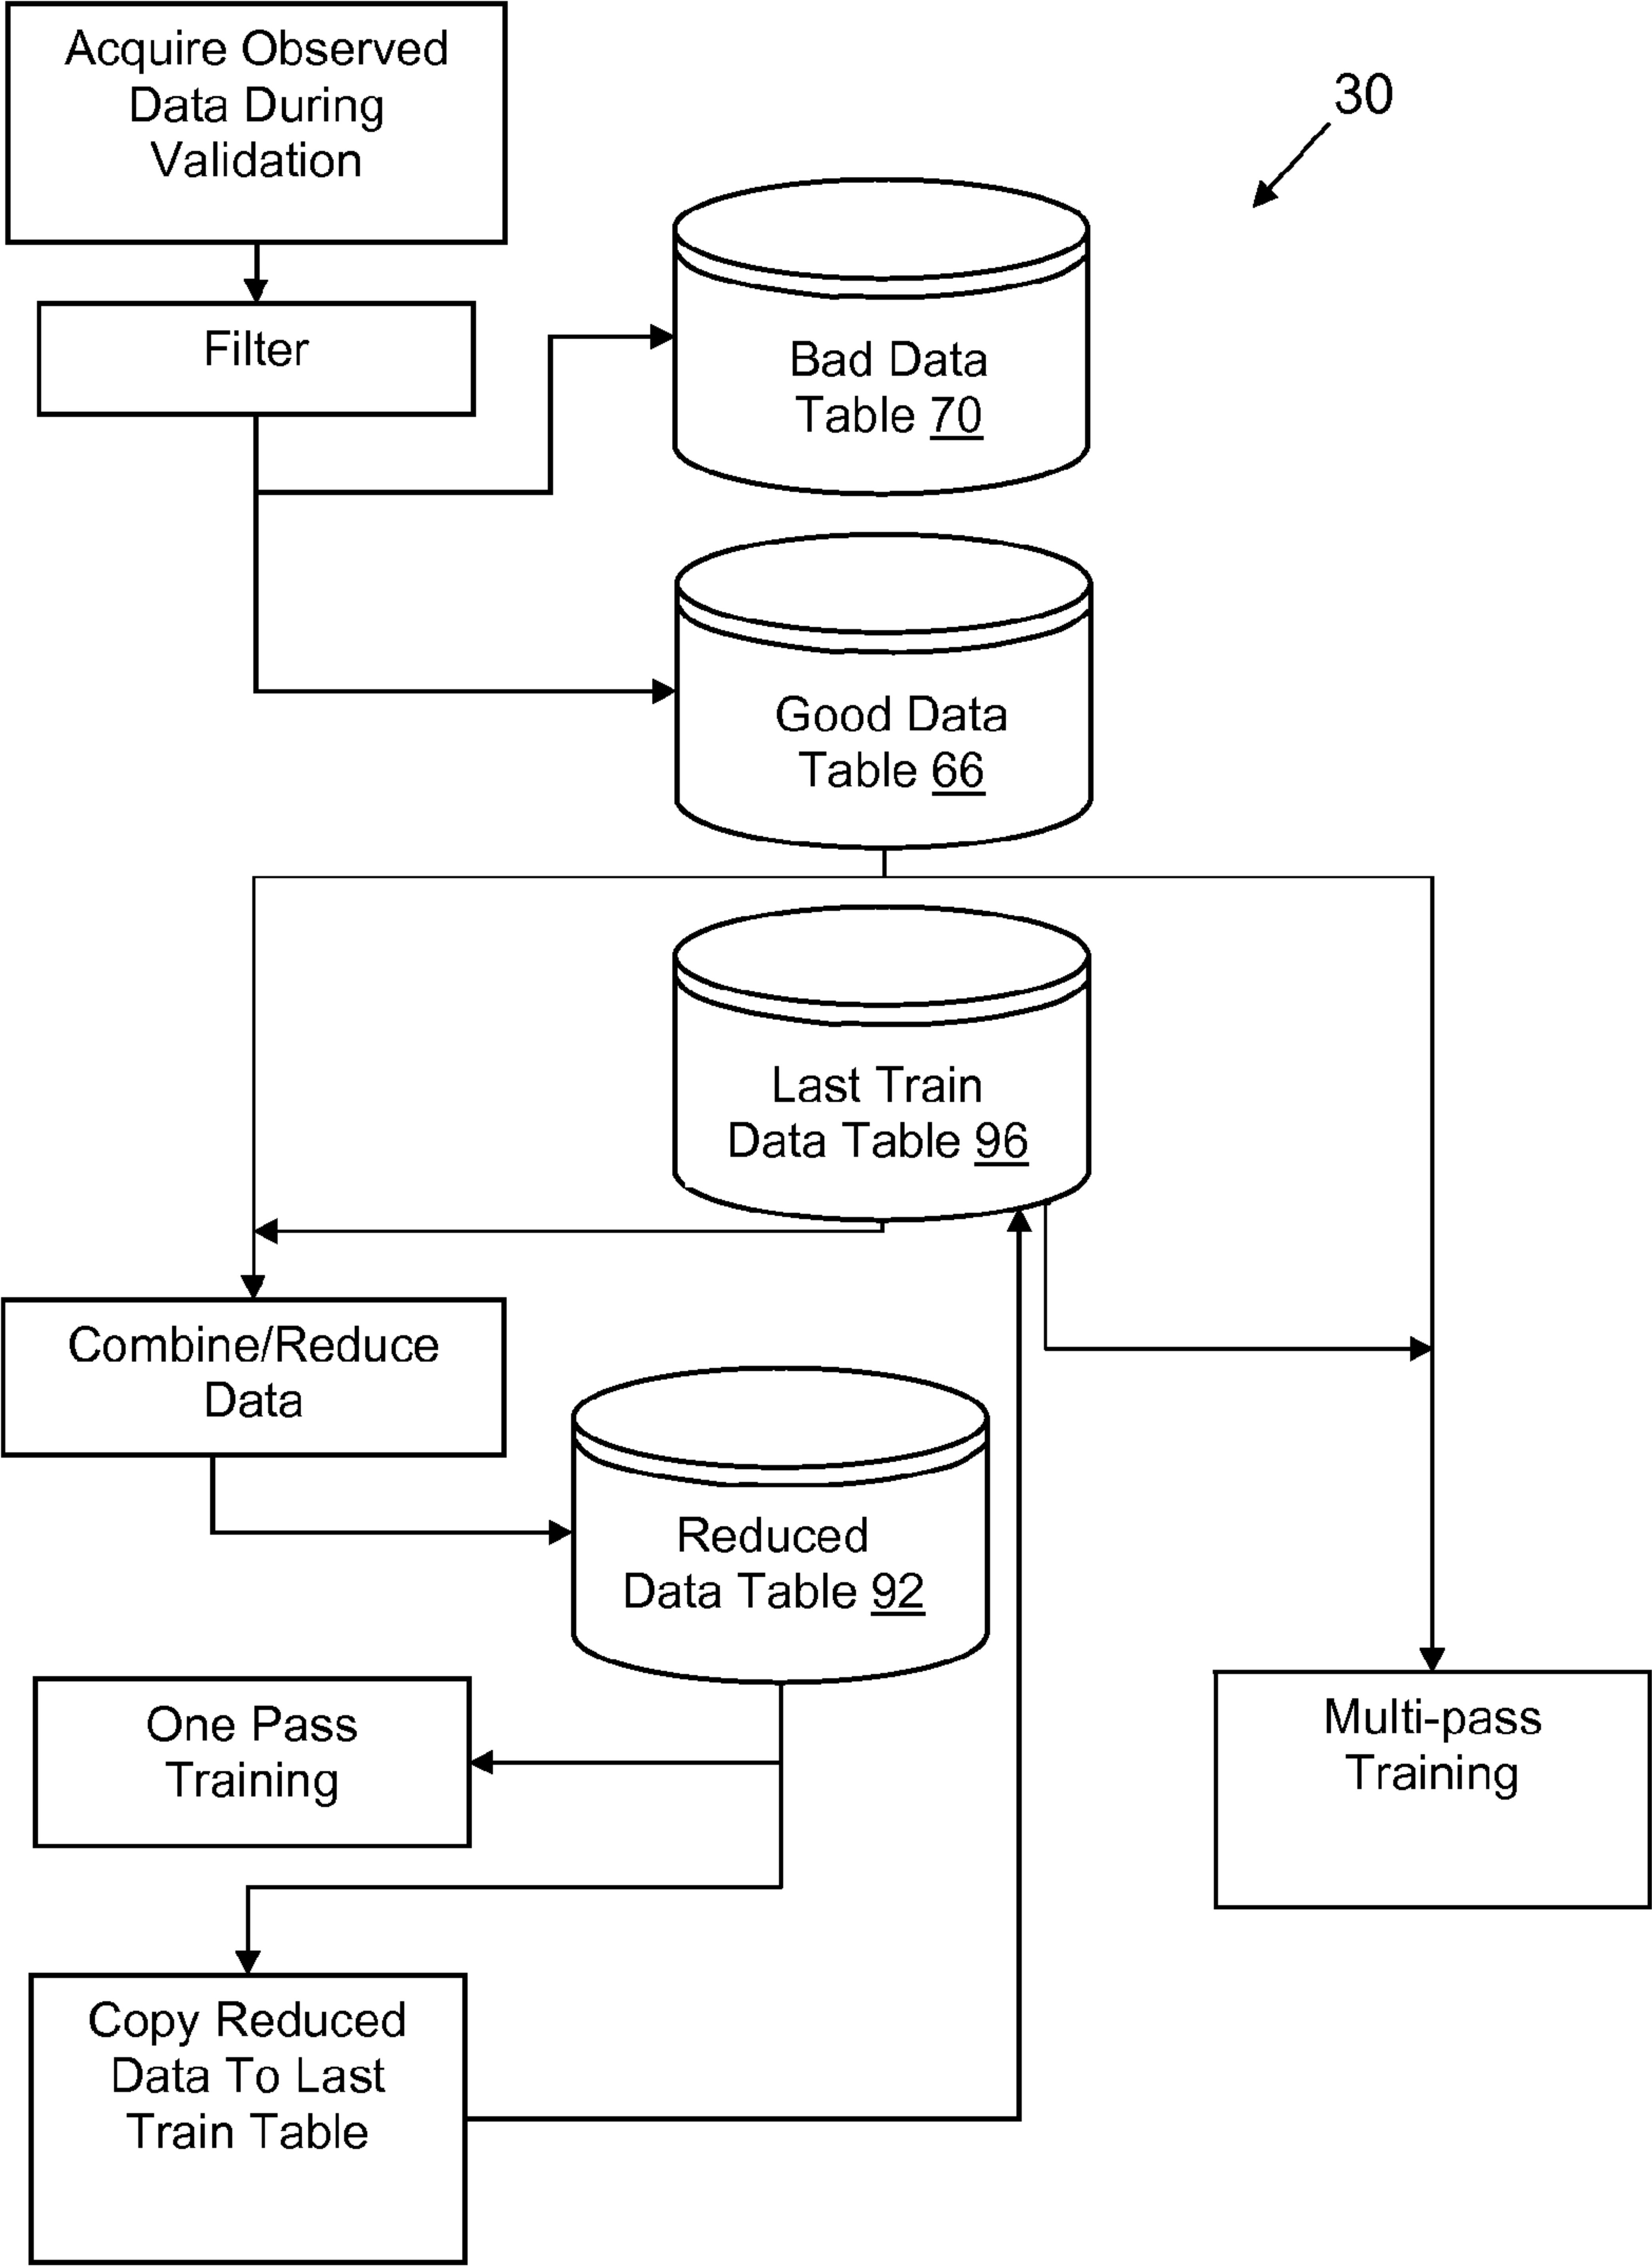 Acquire Observed
Data During
Validation
30
Filter
Bad Data
Table 70
Good Data
Table 66
Last Train
Data Table 96
Combine/Reduce
Data
Reduced
Data Table 92
One Pass
Training
Multi-pass
Training
Copy Reduced
Data To Last
Train Table